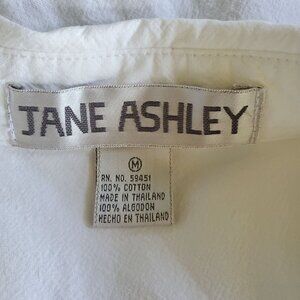 JANE ASHLEY
M
RN. NO. 59451
100% COTTON
MADE IN THAILAND
100% ALGODON
HECHO EN THAILAND